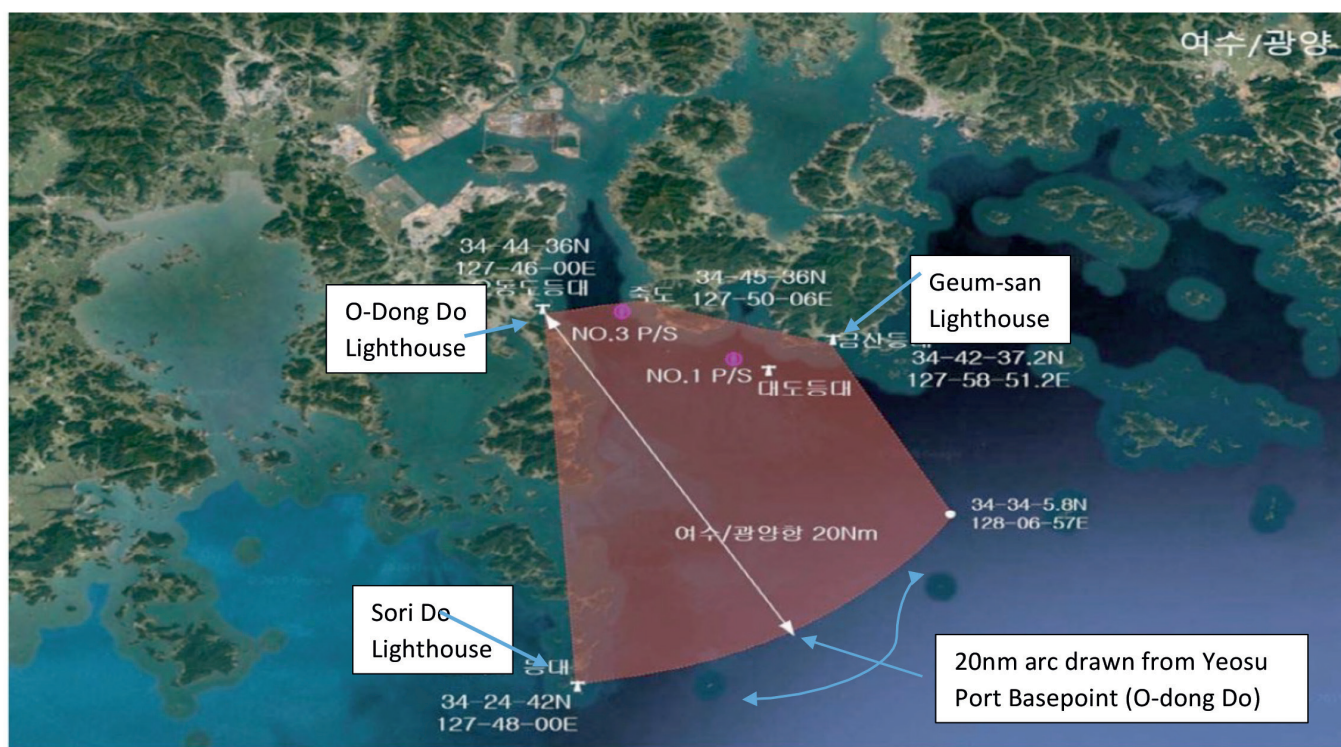 여수/광양
34-44-36N
127-46-00E
등대
O-Dong Do
Lighthouse
축도
34-45-36N
127-50-06E
NO.3 P/S
NO.1 P/S
대도등대
Geum-san
Lighthouse
금산등대
34-42-37.2N
127-58-51.2E
34-34-5.8N
128-06-57E
여수/광양항 20Nm
Sori Do
Lighthouse
등대
34-24-42N
127-48-00E
20nm arc drawn from Yeosu
Port Basepoint (O-dong Do)